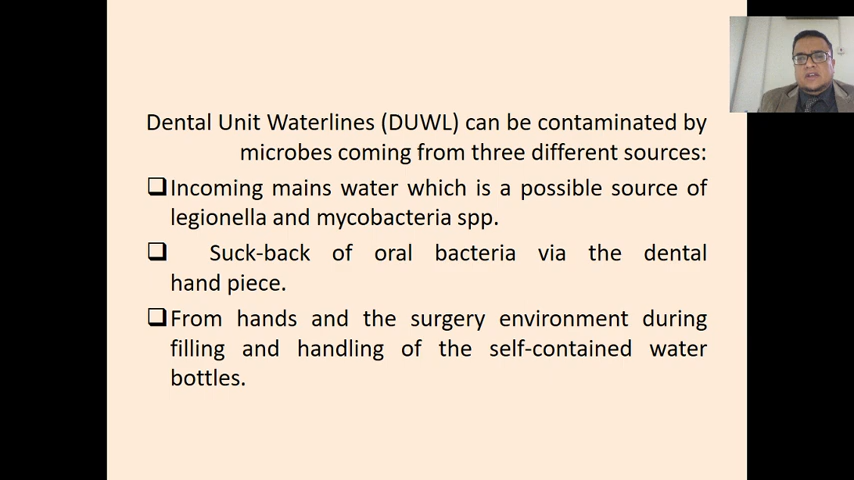 Dental Unit Waterlines (DUWL) can be contaminated by
microbes coming from three different sources:
❑Incoming mains water which is a possible source of
legionella and mycobacteria spp.
❑ Suck-back of oral bacteria via the dental
hand piece.
❑From hands and the surgery environment during
filling and handling of the self-contained water
bottles.